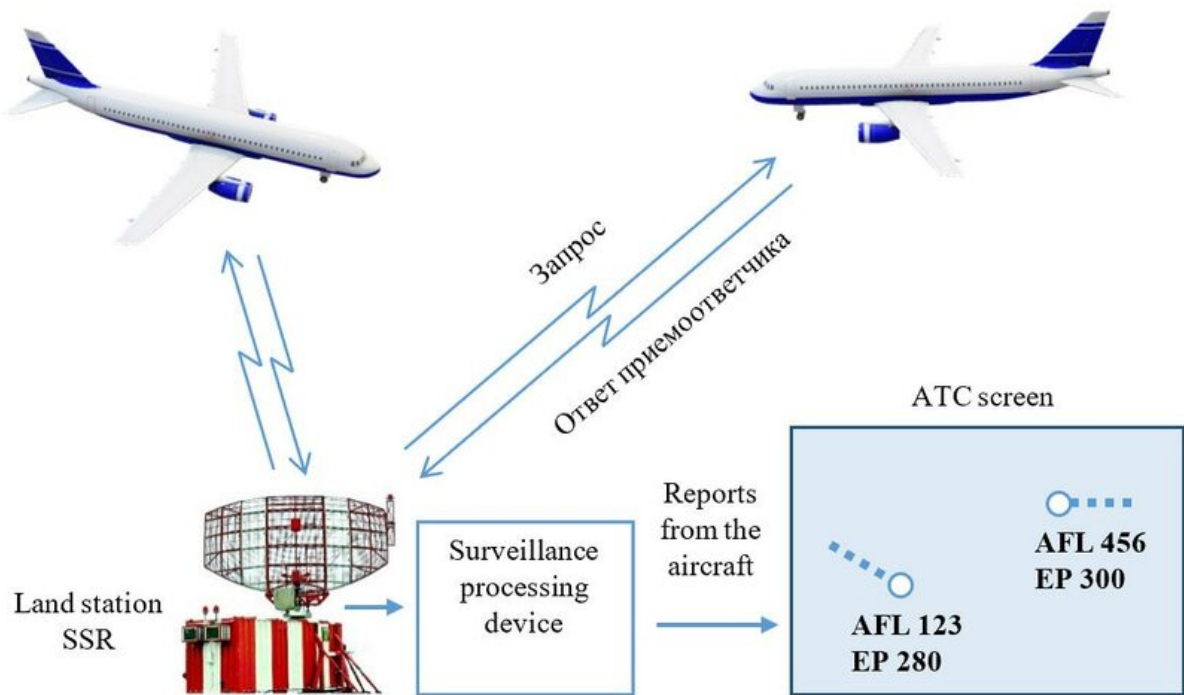 Запрос
Ответ приемоответчика
ATC screen
Reports
from the
aircraft
AFL 456
EP 300
Surveillance
processing
device
Land station
SSR
AFL 123
EP 280